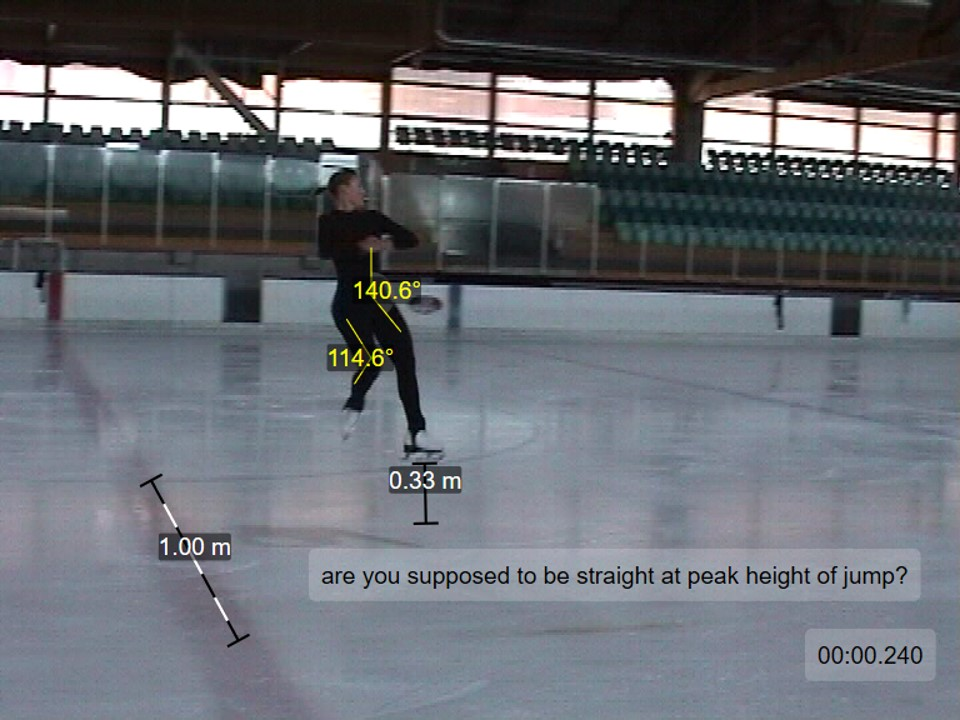 140.6°
114.6°
0.33 m
1.00 m
are you supposed to be straight at peak height of jump?
00:00.240